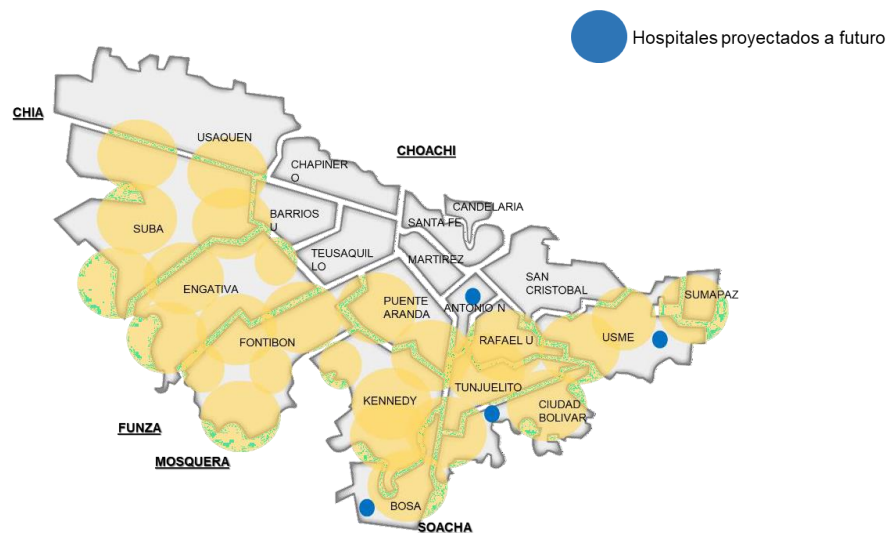 Hospitales proyectados a futuro
CHIA
USAQUEN
CHOACHI
CHAPINER
O
CANDELARIA
SANTA FE
BARRIOS
U
SUBA
TEUSAQUIL
LO
MARTIREZ
SAN
CRISTOBAL
ENGATIVA
SUMAPAZ
PUENTE
ARANDA
ANTONIO N
FONTIBON
RAFAEL U
USME
TUNJUELITO
KENNEDY
CIUDAD
BOLIVAR
FUNZA
MOSQUERA
BOSA
SOACHA